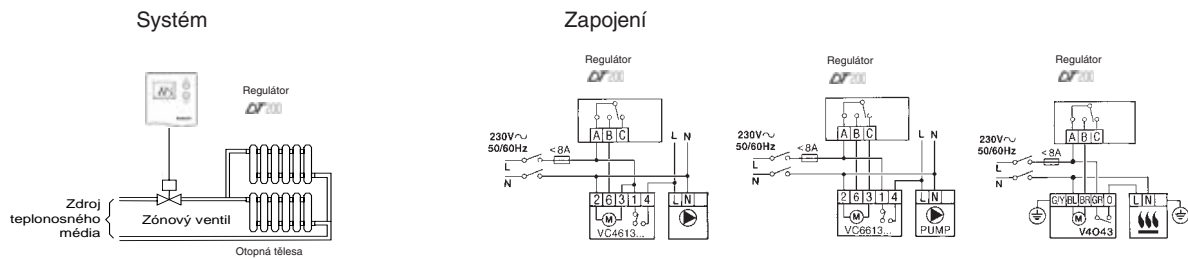 Systém
Zapojení
Regulátor
DT200
Zdroj
teplonosného
média
Zónový ventil
Otopná tělesa
Regulátor
DT200
A B C
L N
230V~
50/60Hz
<8A
L
N
2 6 3 1 4
L N
M
VC4613...
Regulátor
DT200
A B C
L N
230V~
50/60Hz
<8A
L
N
2 6 3 1 4
L N
M
VC6613...
PUMP
Regulátor
DT200
A B C
230V~
50/60Hz
<8A
L
N
G/Y BL BR GR O
L N
M
V4043